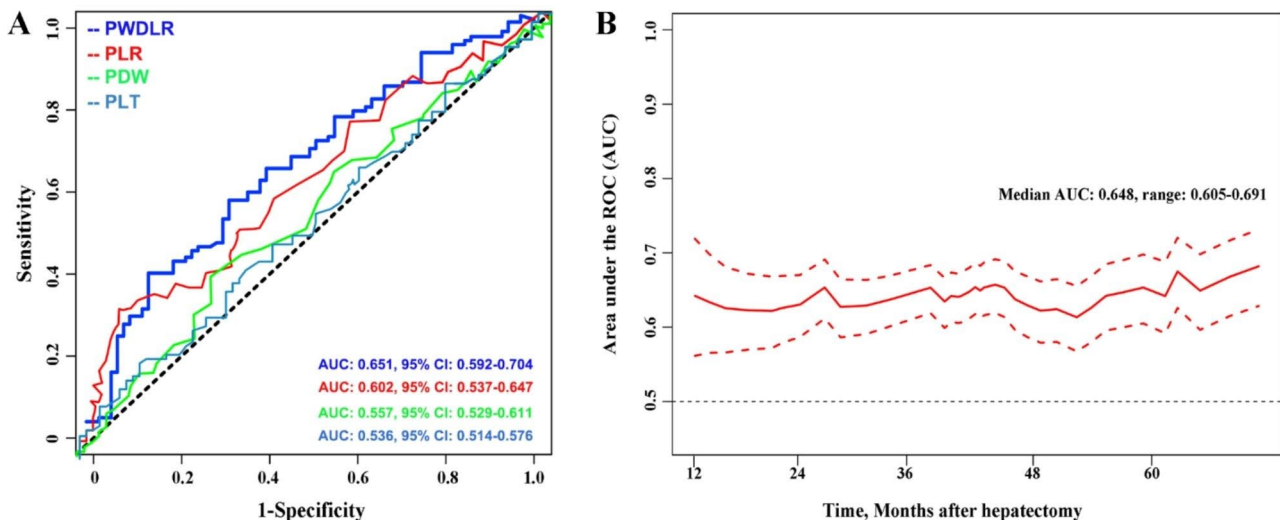 A
-- PWDLR
-- PLR
-- PDW
-- PLT
Sensitivity
0
0.2
0.4
0.6
0.8
1.0
AUC: 0.651, 95% CI: 0.592-0.704
AUC: 0.602, 95% CI: 0.537-0.647
AUC: 0.557, 95% CI: 0.529-0.611
AUC: 0.536, 95% CI: 0.514-0.576
0 0.2 0.4 0.6 0.8 1.0
1-Specificity
B
Area under the ROC (AUC)
0.5
0.6
0.7
0.8
0.9
1.0
Median AUC: 0.648, range: 0.605-0.691
12 24 36 48 60
Time, Months after hepatectomy